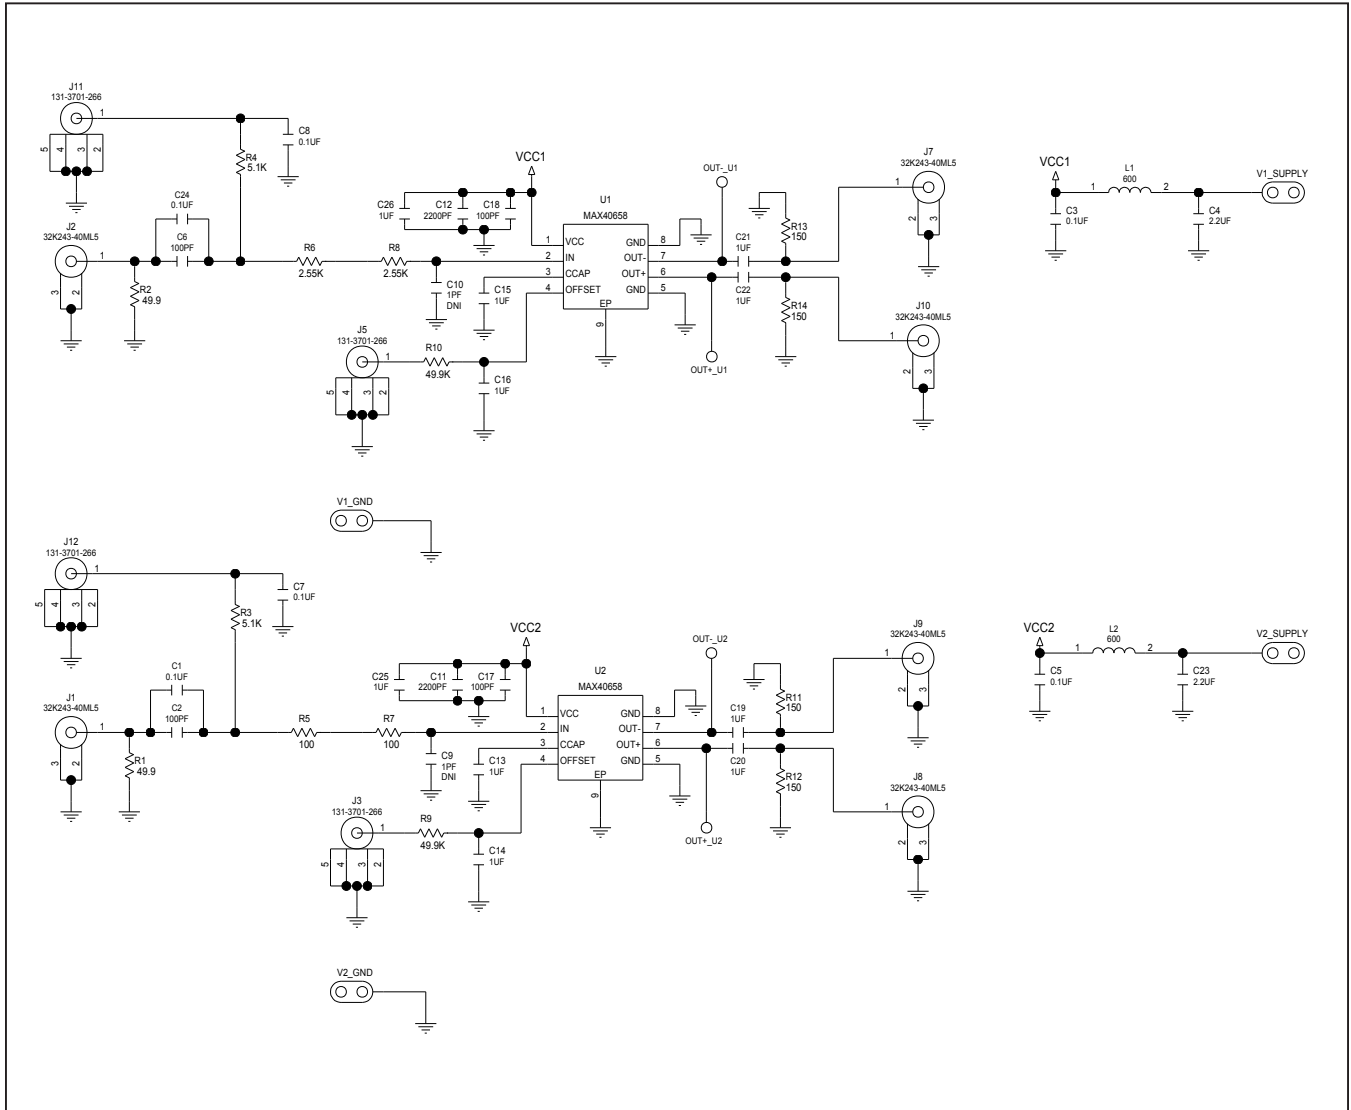 J11
131-3701-266
1
5
4
3
2
C8
0.1UF
R4
5.1K
C24
0.1UF
C6
100PF
J2
32K243-40ML5
1
3
2
R2
49.9
R6
2.55K
R8
2.55K
C10
1PF
DNI
VCC1
C26
1UF
C12
2200PF
C18
100PF
C15
1UF
J5
131-3701-266
1
5
4
3
2
R10
49.9K
C16
1UF
U1
MAX40658
1 VCC
2 IN
3 CCAP
4 OFFSET
GND 8
OUT- 7
OUT+ 6
GND 5
EP
9
OUT-_U1
C21
1UF
C22
1UF
OUT+_U1
R13
150
R14
150
J7
32K243-40ML5
1
2
3
J10
32K243-40ML5
1
2
3
VCC1
C3
0.1UF
L1
600
1
2
C4
2.2UF
V1_SUPPLY
V1_GND
J12
131-3701-266
1
5
4
3
2
C7
0.1UF
R3
5.1K
C1
0.1UF
C2
100PF
J1
32K243-40ML5
1
3
2
R1
49.9
R5
100
R7
100
C9
1PF
DNI
VCC2
C25
1UF
C11
2200PF
C17
100PF
C13
1UF
J3
131-3701-266
1
5
4
3
2
R9
49.9K
C14
1UF
U2
MAX40658
1 VCC
2 IN
3 CCAP
4 OFFSET
GND 8
OUT- 7
OUT+ 6
GND 5
EP
9
OUT-_U2
C19
1UF
C20
1UF
OUT+_U2
R11
150
R12
150
J9
32K243-40ML5
1
2
3
J8
32K243-40ML5
1
2
3
VCC2
C5
0.1UF
L2
600
1
2
C23
2.2UF
V2_SUPPLY
V2_GND